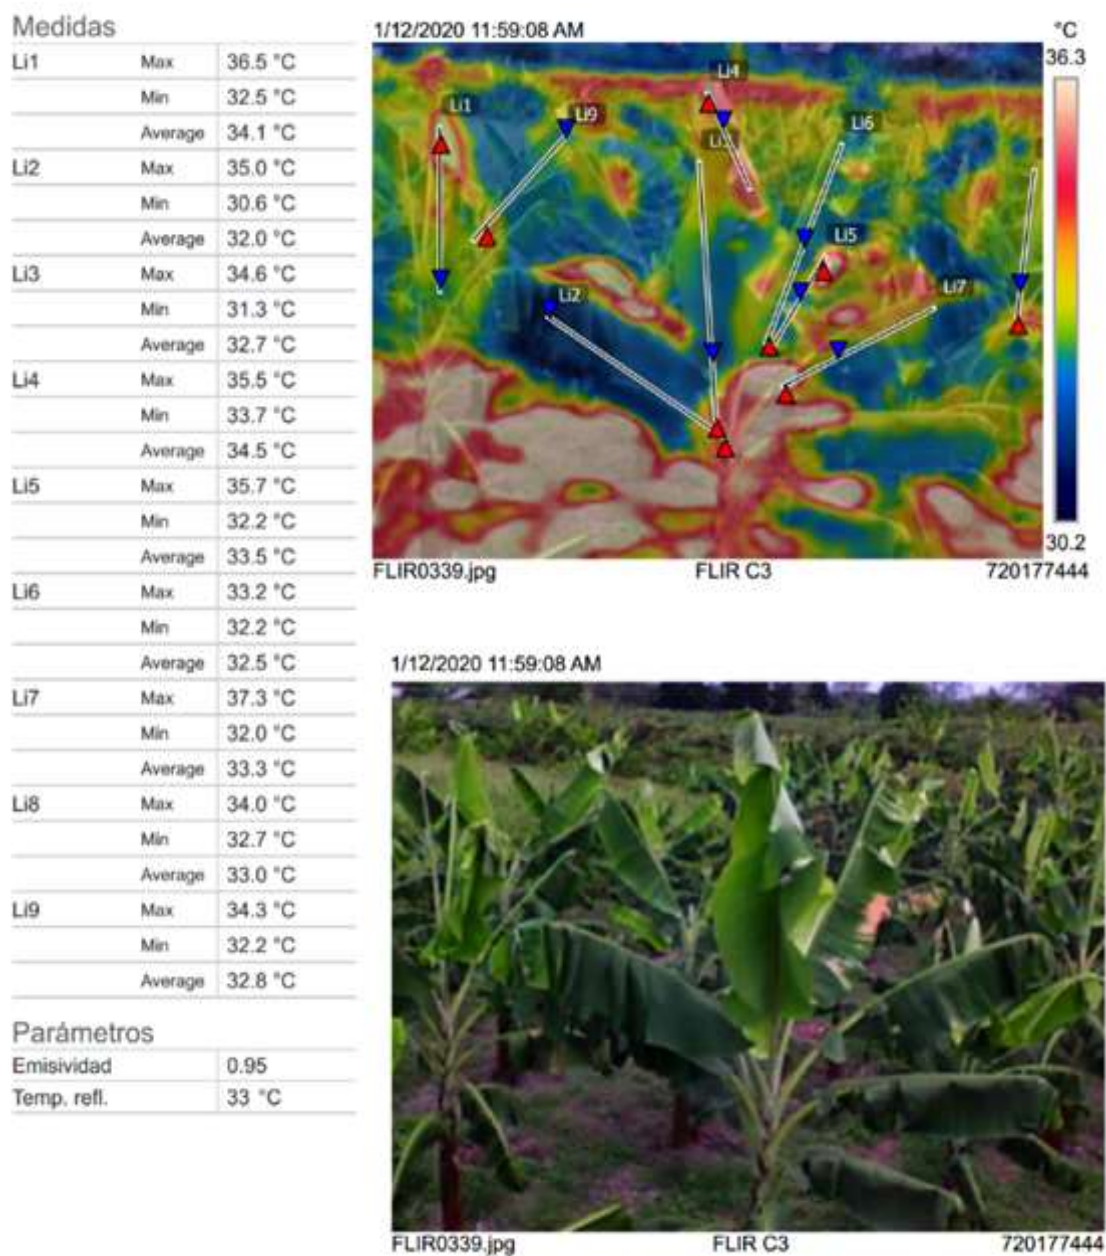 Medidas
Li1 Max 36.5 °C
Min 32.5 °C
Average 34.1 °C
Li2 Max 35.0 °C
Min 30.6 °C
Average 32.0 °C
Li3 Max 34.6 °C
Min 31.3 °C
Average 32.7 °C
Li4 Max 35.5 °C
Min 33.7 °C
Average 34.5 °C
Li5 Max 35.7 °C
Min 32.2 °C
Average 33.5 °C
Li6 Max 33.2 °C
Min 32.2 °C
Average 32.5 °C
Li7 Max 37.3 °C
Min 32.0 °C
Average 33.3 °C
Li8 Max 34.0 °C
Min 32.7 °C
Average 33.0 °C
Li9 Max 34.3 °C
Min 32.2 °C
Average 32.8 °C
Parámetros
Emisividad 0.95
Temp. refl. 33 °C
1/12/2020 11:59:08 AM
°C
36.3
Li4
Li1
Li9
Li6
Li5
Li2
Li7
30.2
FLIR0339.jpg FLIR C3 720177444
1/12/2020 11:59:08 AM
FLIR0339.jpg FLIR C3 720177444